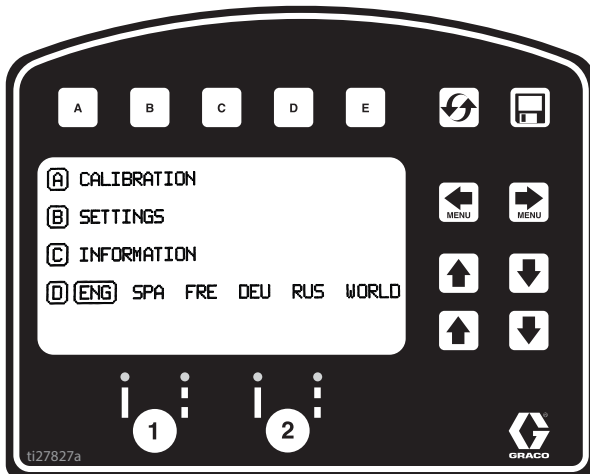 A B C D E
A CALIBRATION
B SETTINGS
C INFORMATION
D ENG SPA FRE DEU RUS WORLD
MENU MENU
1 2
ti27827a
GRACO